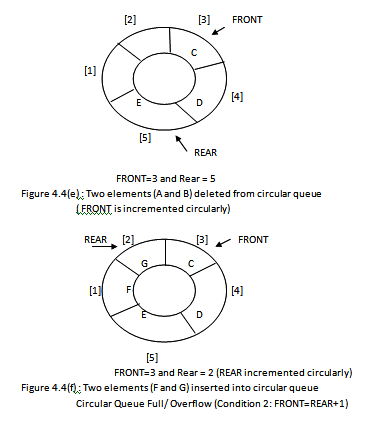 [2] [3] FRONT
C
[1]
E D [4]
[5]
REAR
FRONT=3 and Rear = 5
Figure 4.4(e): Two elements (A and B) deleted from circular queue
(FRONT is incremented circularly)
REAR [2] [3] FRONT
G C
[1] F [4]
E D
[5]
FRONT=3 and Rear = 2 (REAR incremented circularly)
Figure 4.4(f): Two elements (F and G) inserted into circular queue
Circular Queue Full/ Overflow (Condition 2: FRONT=REAR+1)